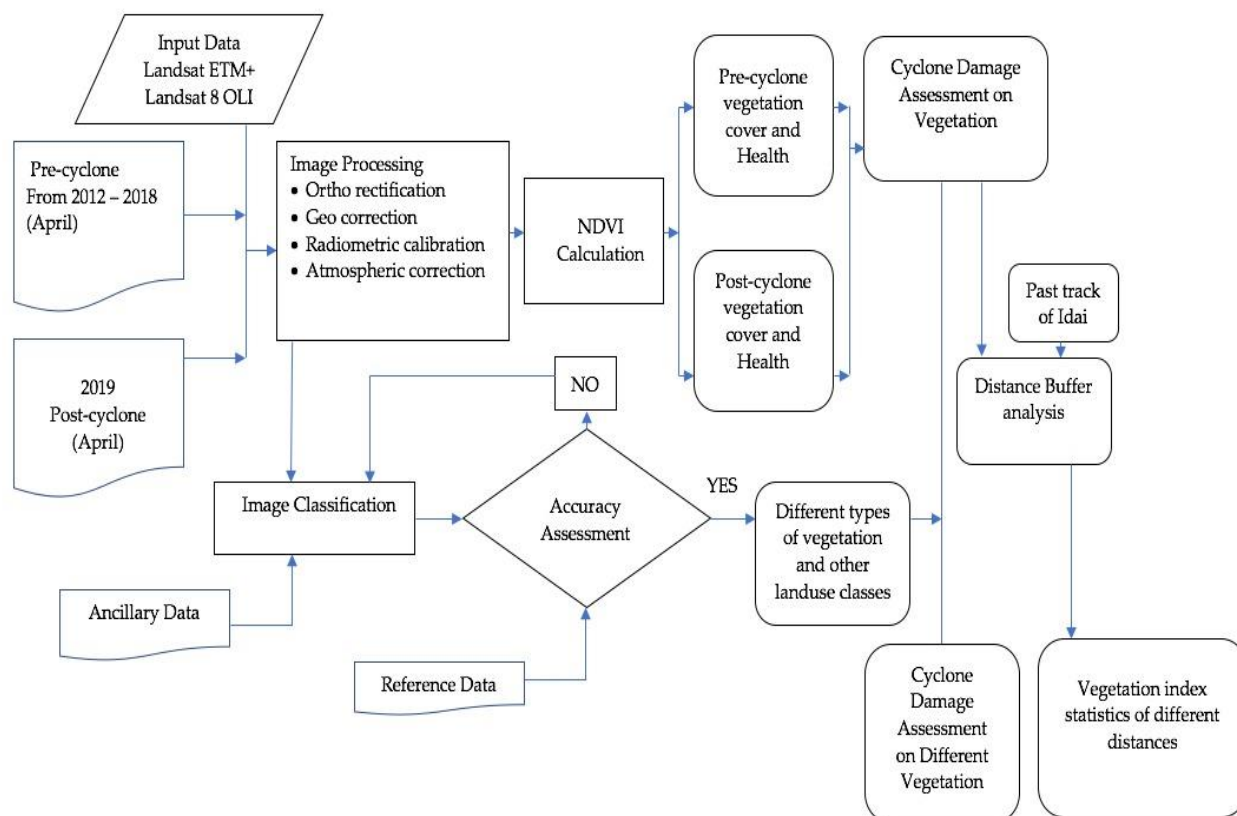 Input Data
Landsat ETM+
Landsat 8 OLI
Pre-cyclone
From 2012 – 2018
(April)
2019
Post-cyclone
(April)
Image Processing
• Ortho rectification
• Geo correction
• Radiometric calibration
• Atmospheric correction
NDVI
Calculation
Pre-cyclone
vegetation
cover and
Health
Post-cyclone
vegetation
cover and
Health
Cyclone Damage
Assessment on
Vegetation
Past track
of Idai
Distance Buffer
analysis
NO
Image Classification
Accuracy
Assessment
YES
Different types
of vegetation
and other
landuse classes
Ancillary Data
Reference Data
Cyclone
Damage
Assessment
on Different
Vegetation
Vegetation index
statistics of different
distances